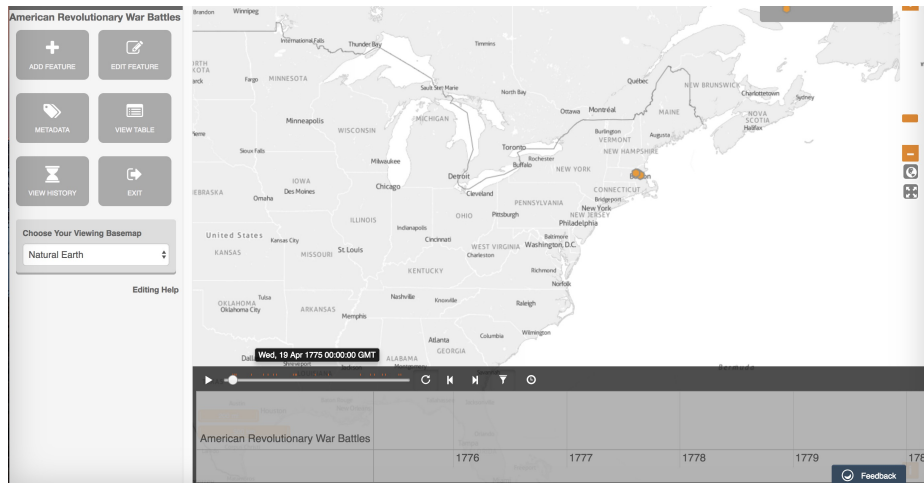 American Revolutionary War Battles
ADD FEATURE
EDIT FEATURE
METADATA
VIEW TABLE
VIEW HISTORY
EXIT
Choose Your Viewing Basemap
Natural Earth
Editing Help
Brandon
Winnipeg
International Falls
Thunder Bay
Timmins
Fargo
MINNESOTA
Sault Ste. Marie
North Bay
Québec
NEW BRUNSWICK
Charlottetown
Sydney
Ottawa
Montréal
MAINE
NOVA
SCOTIA
Halifax
Minneapolis
WISCONSIN
MICHIGAN
Burlington
VERMONT
Augusta
Pierre
Toronto
NEW HAMPSHIRE
Sioux Falls
Milwaukee
Rochester
Buffalo
NEW YORK
Detroit
Boston
IOWA
Chicago
Cleveland
CONNECTICUT
Des Moines
Omaha
PENNSYLVANIA
Bridgeport
New York
ILLINOIS
OHIO
Pittsburgh
NEW JERSEY
Philadelphia
Indianapolis
United States
Kansas City
Cincinnati
Baltimore
Washington, D.C.
KANSAS
MISSOURI
St. Louis
WEST VIRGINIA
Charleston
KENTUCKY
Richmond
Norfolk
Tulsa
OKLAHOMA
Oklahoma City
ARKANSAS
Nashville
Knoxville
Raleigh
Memphis
Atlanta
Columbia
Wilmington
GEORGIA
ALABAMA
Wed, 19 Apr 1775 00:00:00 GMT
Shreveport
Montgomery
Bermuda
American Revolutionary War Battles
1776
1777
1778
1779
Feedback